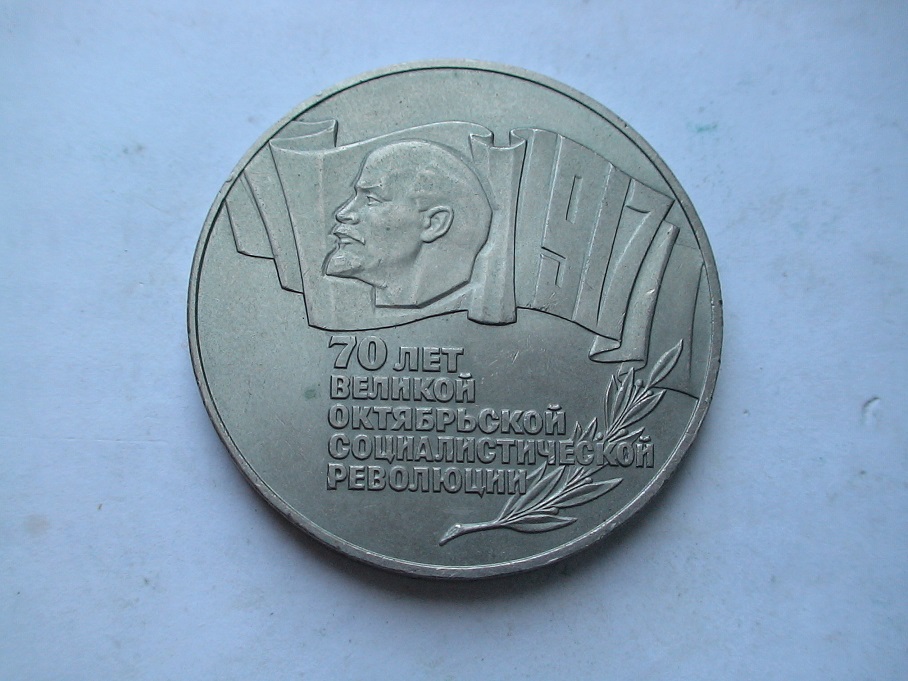 1917
70 ЛЕТ
ВЕЛИКОЙ
ОКТЯБРЬСКОЙ
СОЦИАЛИСТИЧЕСКОЙ
РЕВОЛЮЦИИ